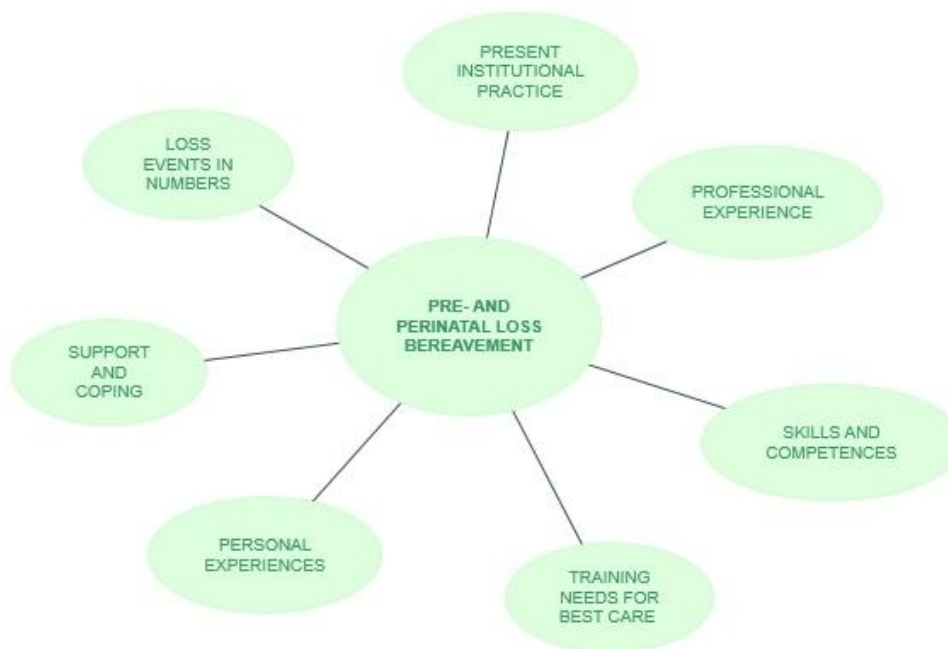 PRESENT
INSTITUTIONAL
PRACTICE
LOSS
EVENTS IN
NUMBERS
PROFESSIONAL
EXPERIENCE
PRE- AND
PERINATAL LOSS
BEREAVEMENT
SUPPORT
AND
COPING
SKILLS AND
COMPETENCES
PERSONAL
EXPERIENCES
TRAINING
NEEDS FOR
BEST CARE